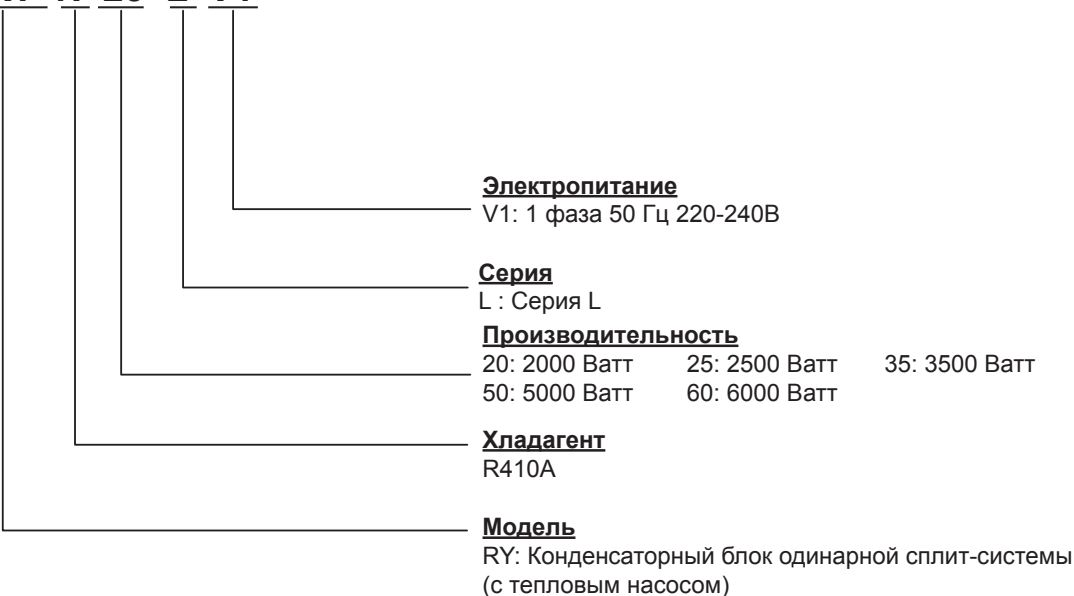 Электропитание
V1: 1 фаза 50 Гц 220-240В
Серия
L : Серия L
Производительность
20: 2000 Ватт 25: 2500 Ватт 35: 3500 Ватт
50: 5000 Ватт 60: 6000 Ватт
Хладагент
R410A
Модель
RY: Конденсаторный блок одинарной сплит-системы
(с тепловым насосом)